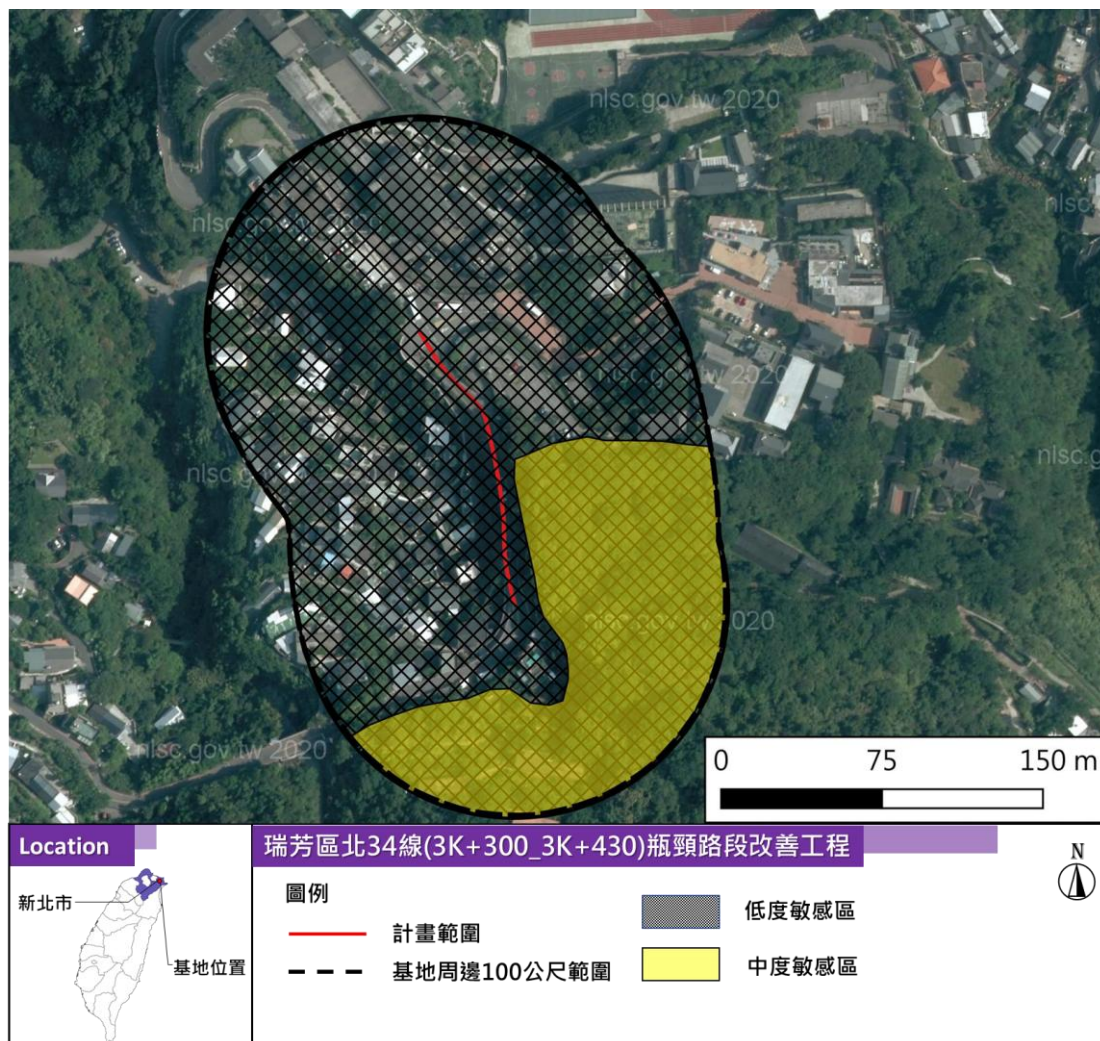 nlsc.gov.tw 2020
nlsc.gov.tw 2020
nlsc.
nlsc.gov.tw 2020
nlsc.g
nlsc.gov.tw 2020
nlsc.gov.tw 2020
0 75 150 m
Location
新北市
基地位置
瑞芳區北34線(3K+300_3K+430)瓶頸路段改善工程
圖例
計畫範圍
基地周邊100公尺範圍
低度敏感區
中度敏感區
N